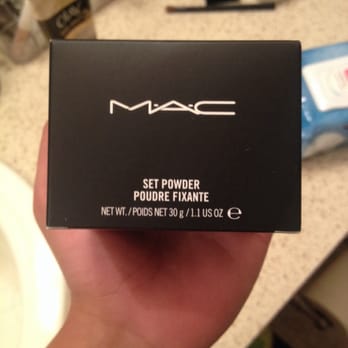 M·A·C
SET POWDER
POUDRE FIXANTE
NET WT. / POIDS NET 30 g / 1.1 US OZ ℮